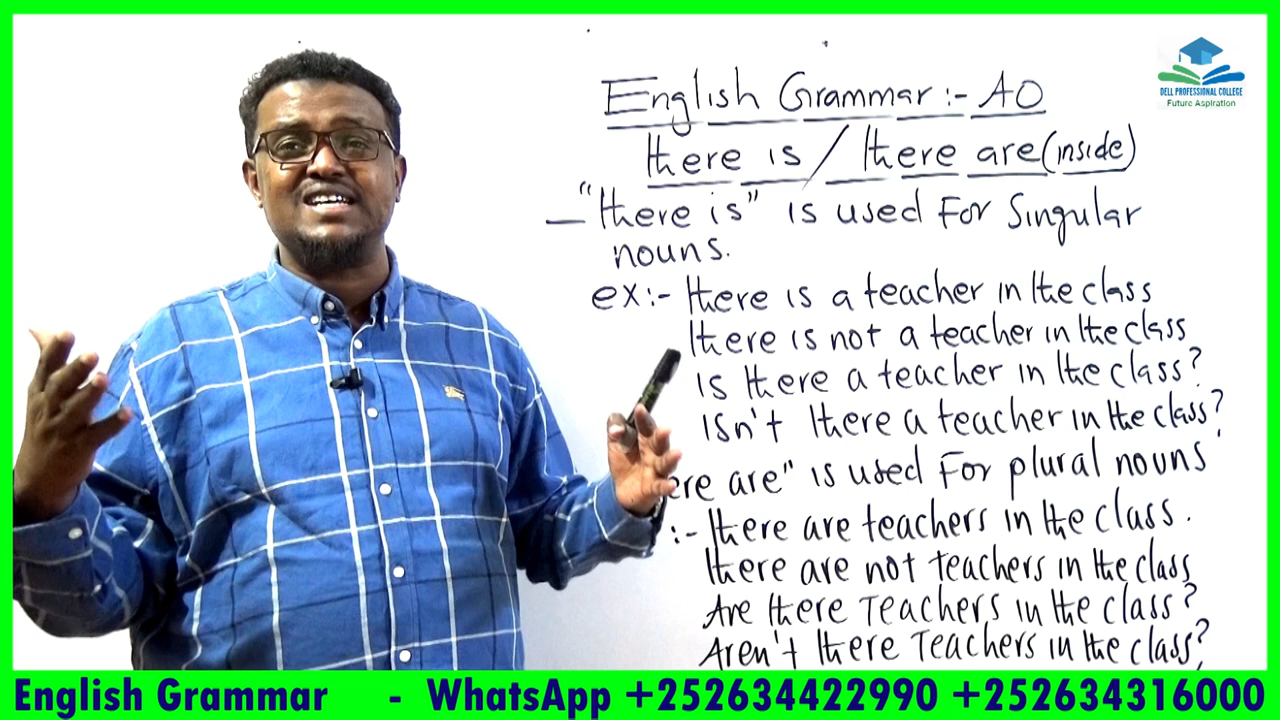 DELL PROFESSIONAL COLLEGE
Future Aspiration
English Grammar :- AO
there is / there are (inside)
- "there is" is used For Singular
nouns.
ex:- there is a teacher in the class
there is not a teacher in the class
is there a teacher in the class?
isn't there a teacher in the class?
ere are" is used For plural nouns
:- there are teachers in the class.
there are not teachers in the class
Are there Teachers in the class?
Aren't there Teachers in the class?
English Grammar - WhatsApp +252634422990 +252634316000